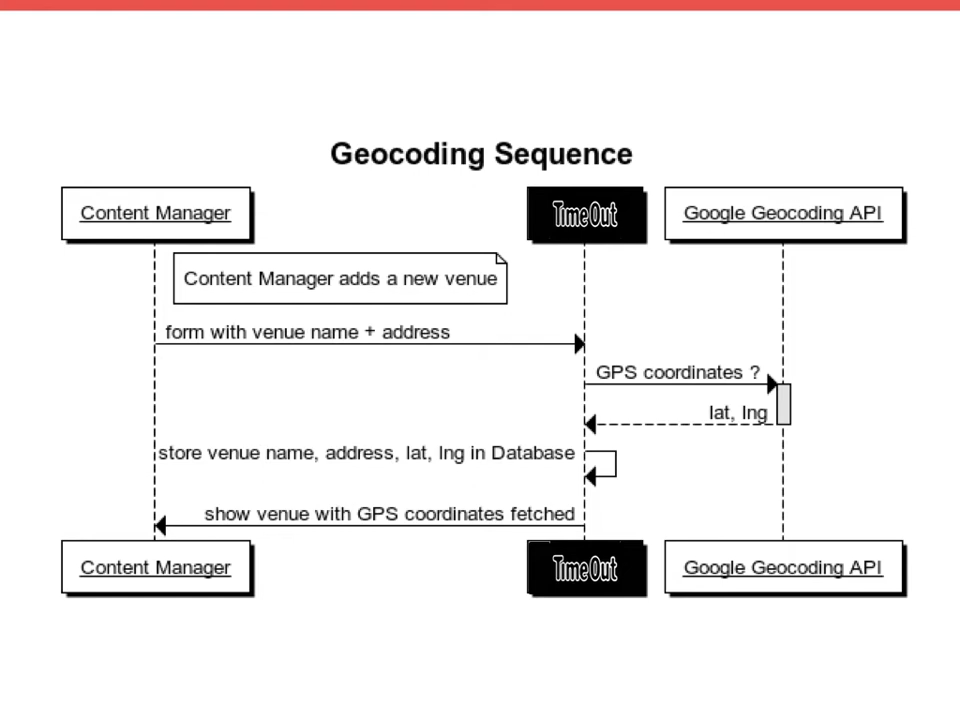 Geocoding Sequence
Content Manager
TimeOut
Google Geocoding API
Content Manager adds a new venue
form with venue name + address
GPS coordinates ?
lat, lng
store venue name, address, lat, lng in Database
show venue with GPS coordinates fetched
Content Manager
TimeOut
Google Geocoding API